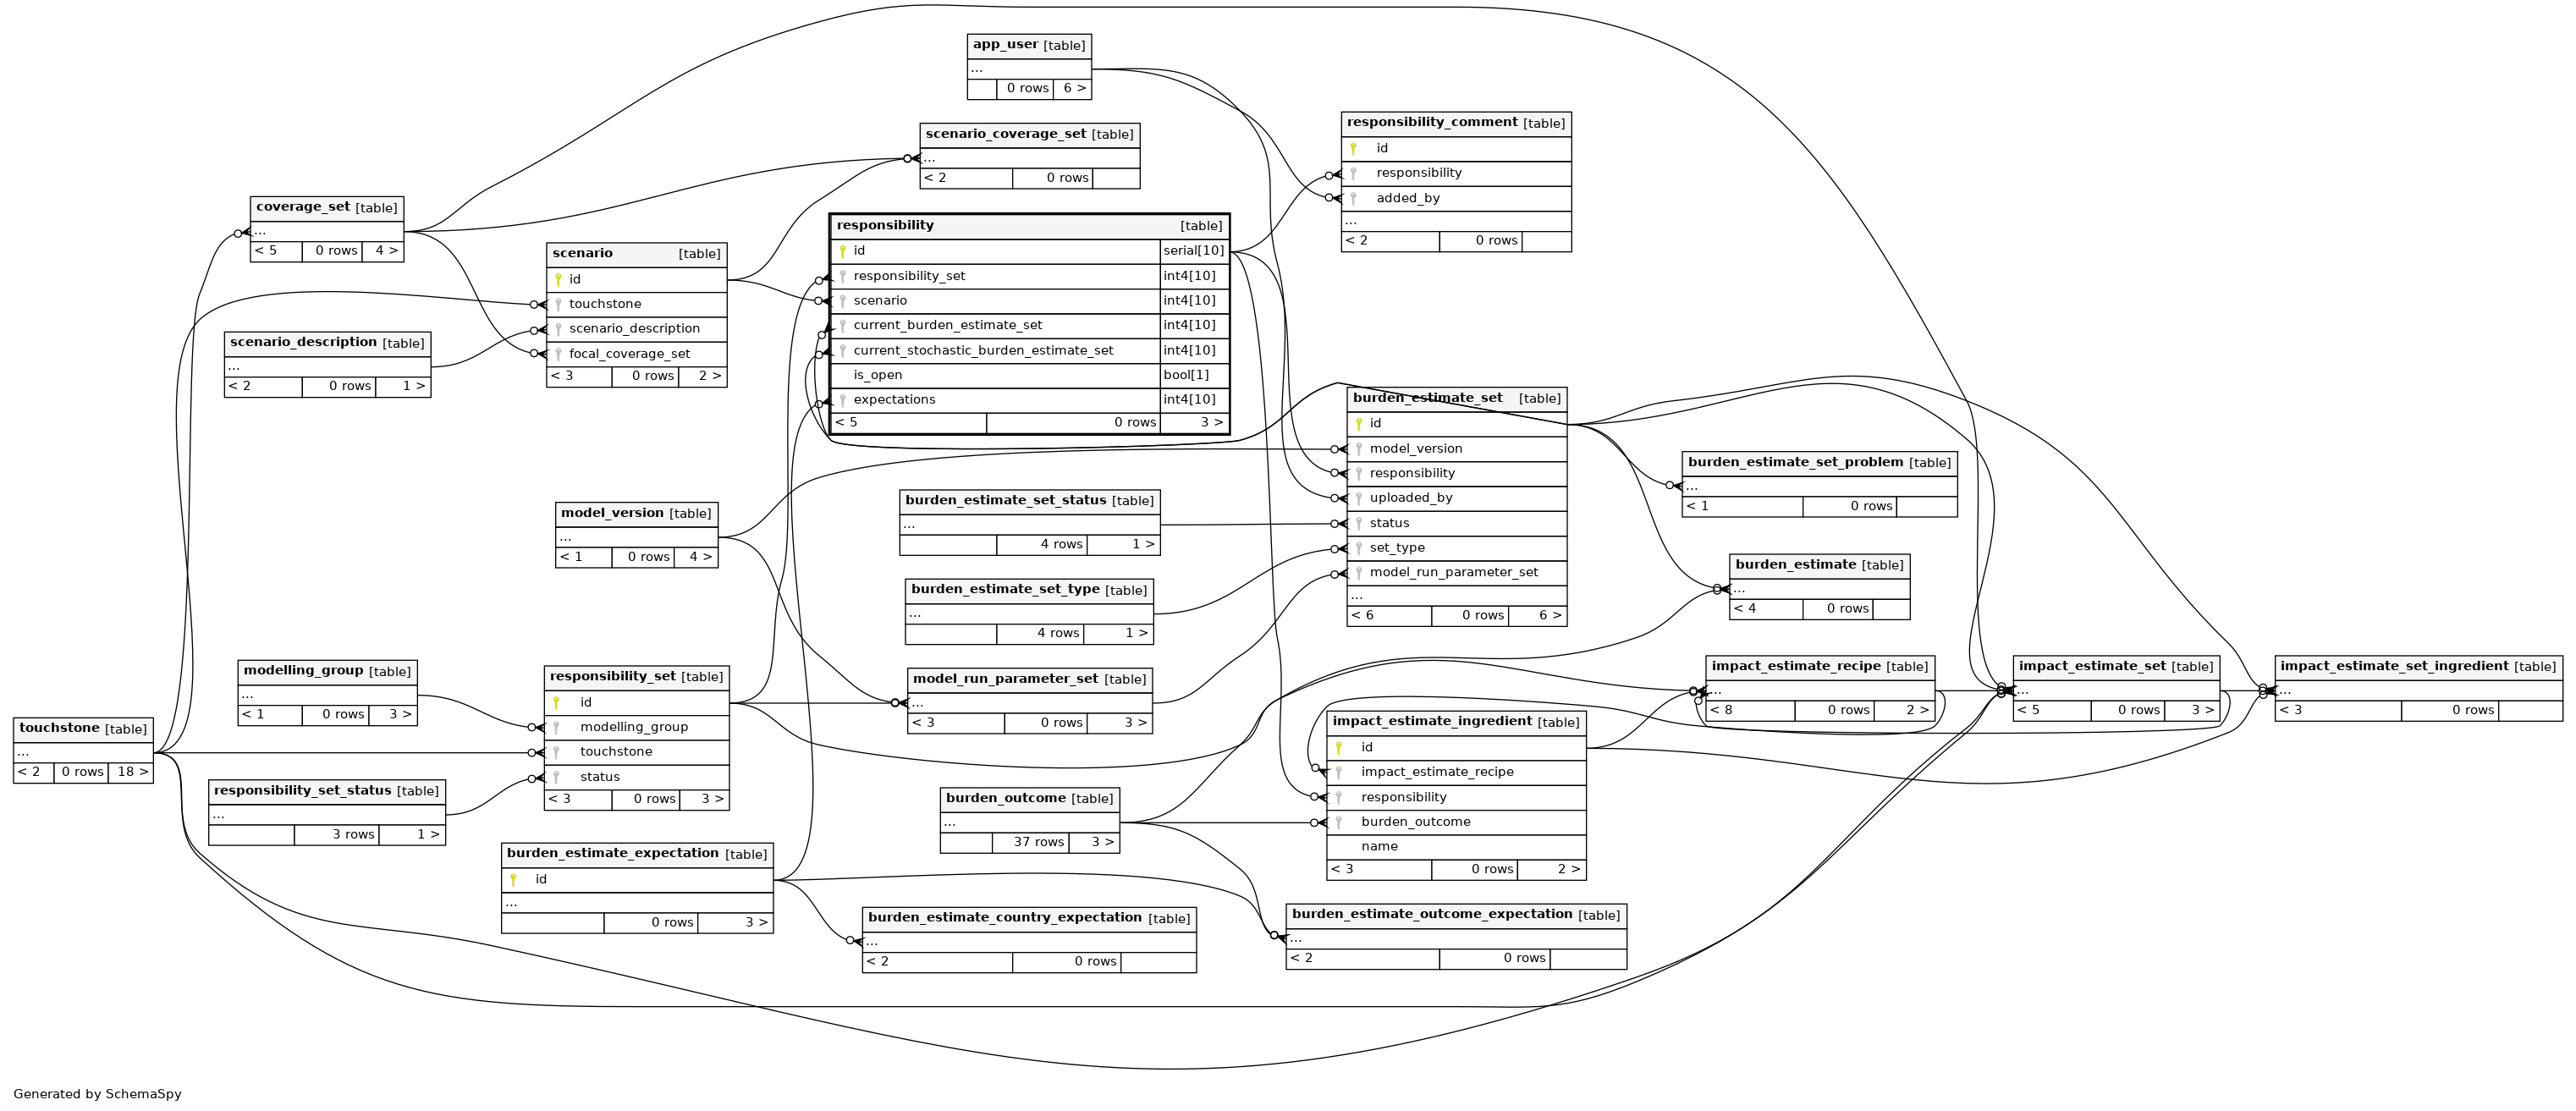 app_user [table]
...
0 rows 6 >
responsibility_comment [table]
id
responsibility
added_by
...
< 2 0 rows
scenario_coverage_set [table]
...
< 2 0 rows
coverage_set [table]
...
< 5 0 rows 4 >
responsibility [table]
id serial[10]
responsibility_set int4[10]
scenario int4[10]
current_burden_estimate_set int4[10]
current_stochastic_burden_estimate_set int4[10]
is_open bool[1]
expectations int4[10]
< 5 0 rows 3 >
scenario [table]
id
touchstone
scenario_description
focal_coverage_set
< 3 0 rows 2 >
scenario_description [table]
...
< 2 0 rows 1 >
burden_estimate_set [table]
id
model_version
responsibility
uploaded_by
status
set_type
model_run_parameter_set
...
< 6 0 rows 6 >
burden_estimate_set_problem [table]
...
< 1 0 rows
burden_estimate_set_status [table]
...
4 rows 1 >
model_version [table]
...
< 1 0 rows 4 >
burden_estimate [table]
...
< 4 0 rows
burden_estimate_set_type [table]
...
4 rows 1 >
modelling_group [table]
...
< 1 0 rows 3 >
responsibility_set [table]
id
modelling_group
touchstone
status
< 3 0 rows 3 >
model_run_parameter_set [table]
...
< 3 0 rows 3 >
impact_estimate_recipe [table]
...
< 8 0 rows 2 >
impact_estimate_set [table]
...
< 5 0 rows 3 >
impact_estimate_set_ingredient [table]
...
< 3 0 rows
impact_estimate_ingredient [table]
id
impact_estimate_recipe
responsibility
burden_outcome
name
< 3 0 rows 2 >
touchstone [table]
...
< 2 0 rows 18 >
responsibility_set_status [table]
...
3 rows 1 >
burden_outcome [table]
...
37 rows 3 >
burden_estimate_expectation [table]
id
...
0 rows 3 >
burden_estimate_country_expectation [table]
...
< 2 0 rows
burden_estimate_outcome_expectation [table]
...
< 2 0 rows
Generated by SchemaSpy